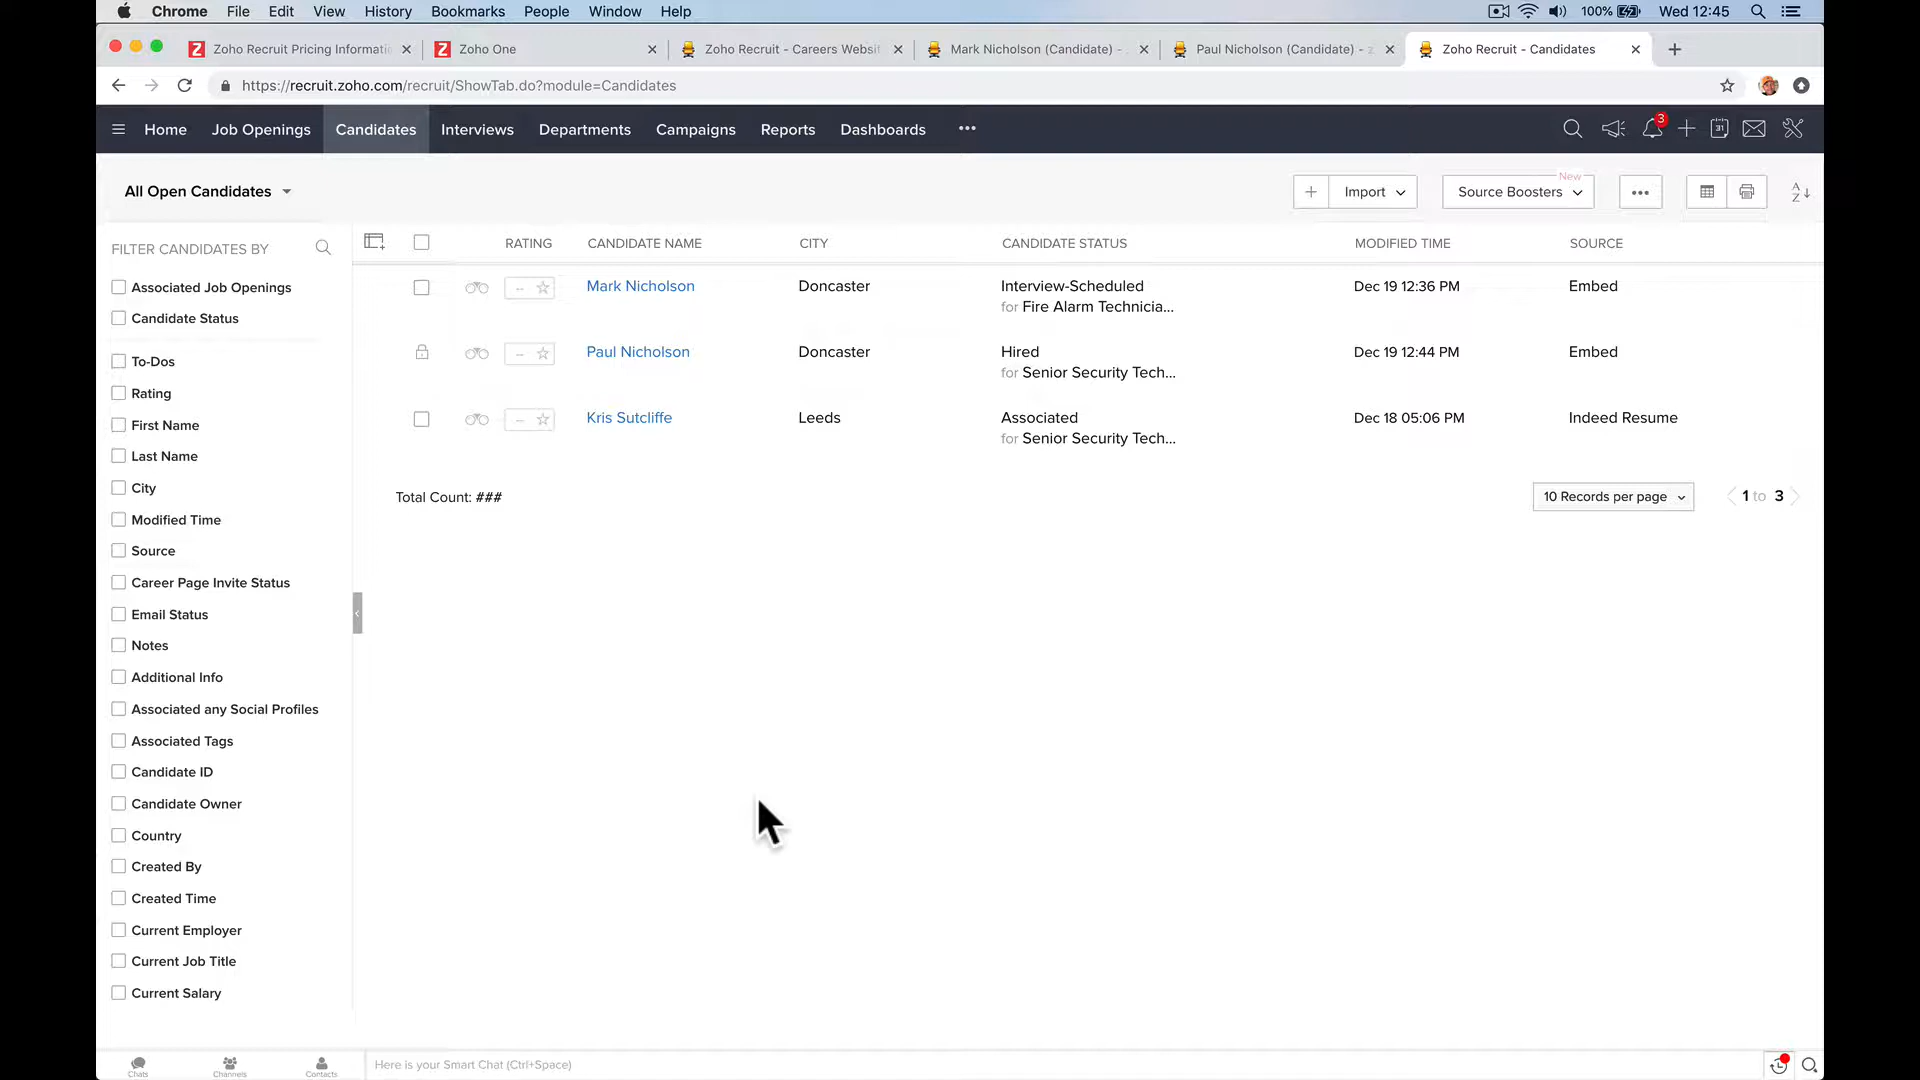 Chrome File Edit View History Bookmarks People Window Help 100% Wed 12:45
Zoho Recruit Pricing Informati Zoho One Zoho Recruit - Careers Websit Mark Nicholson (Candidate) - Paul Nicholson (Candidate) - z Zoho Recruit - Candidates
https://recruit.zoho.com/recruit/ShowTab.do?module=Candidates
Home Job Openings Candidates Interviews Departments Campaigns Reports Dashboards ••• 3 31
New
All Open Candidates Import Source Boosters ••• A Z
FILTER CANDIDATES BY
RATING CANDIDATE NAME CITY CANDIDATE STATUS MODIFIED TIME SOURCE
Mark Nicholson Doncaster Interview-Scheduled Dec 19 12:36 PM Embed
for Fire Alarm Technicia...
Paul Nicholson Doncaster Hired Dec 19 12:44 PM Embed
for Senior Security Tech...
Kris Sutcliffe Leeds Associated Dec 18 05:06 PM Indeed Resume
for Senior Security Tech...
Total Count: ### 10 Records per page 1 to 3
Associated Job Openings
Candidate Status
To-Dos
Rating
First Name
Last Name
City
Modified Time
Source
Career Page Invite Status
Email Status
Notes
Additional Info
Associated any Social Profiles
Associated Tags
Candidate ID
Candidate Owner
Country
Created By
Created Time
Current Employer
Current Job Title
Current Salary
Chats Channels Contacts Here is your Smart Chat (Ctrl+Space)